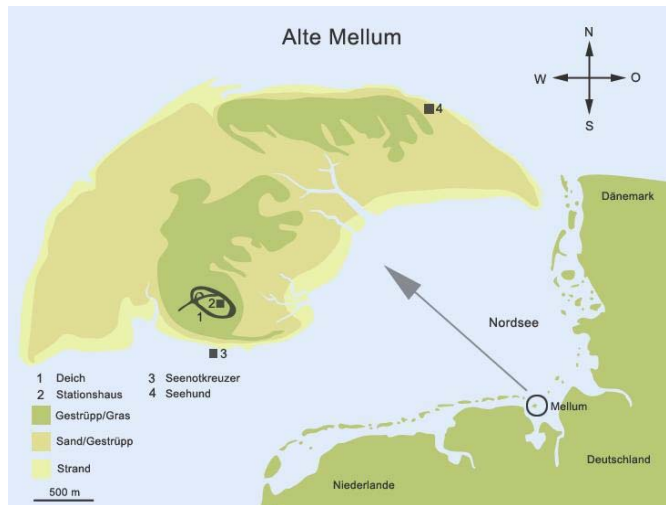 Alte Mellum
N
W O
S
4
Dänemark
2
1
3
Nordsee
Mellum
Deutschland
Niederlande
1 Deich
2 Stationshaus
3 Seenotkreuzer
4 Seehund
Gestrüpp/Gras
Sand/Gestrüpp
Strand
500 m